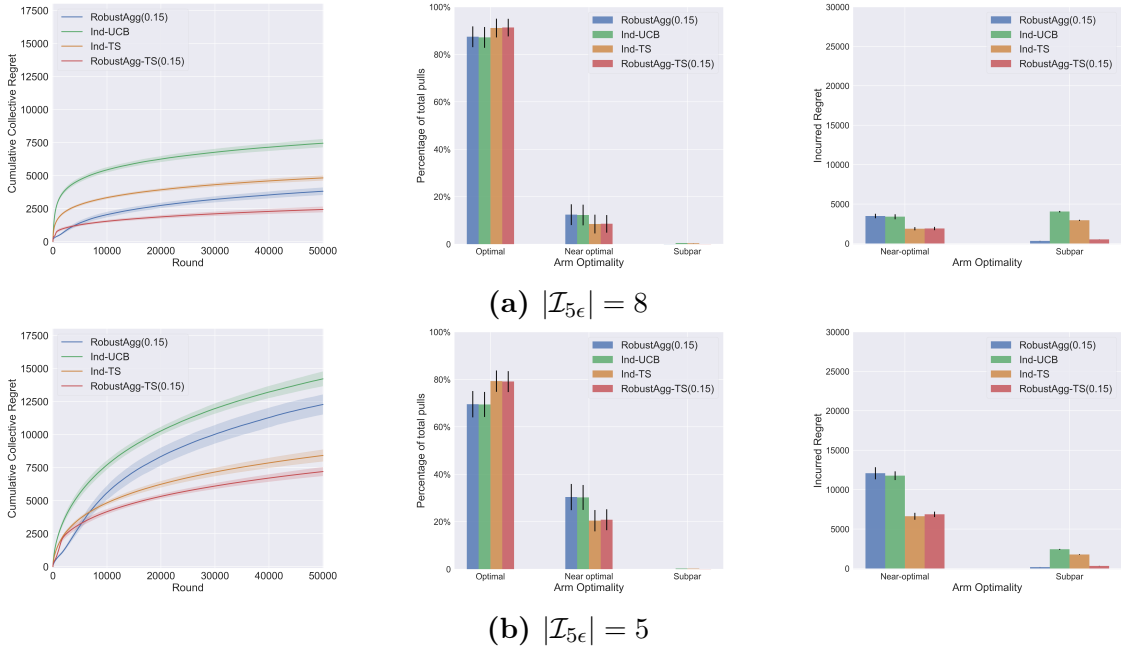 17500
15000
12500
10000
7500
5000
2500
0
0 10000 20000 30000 40000 50000
Cumulative Collective Regret
Round
RobustAgg(0.15)
Ind-UCB
Ind-TS
RobustAgg-TS(0.15)
100%
80%
60%
40%
20%
0
Percentage of total pulls
Optimal Near optimal Subpar
Arm Optimality
RobustAgg(0.15)
Ind-UCB
Ind-TS
RobustAgg-TS(0.15)
30000
25000
20000
15000
10000
5000
0
Incurred Regret
Near-optimal Subpar
Arm Optimality
RobustAgg(0.15)
Ind-UCB
Ind-TS
RobustAgg-TS(0.15)
(a) |ℐ₅ϵ| = 8
17500
15000
12500
10000
7500
5000
2500
0
0 10000 20000 30000 40000 50000
Cumulative Collective Regret
Round
RobustAgg(0.15)
Ind-UCB
Ind-TS
RobustAgg-TS(0.15)
100%
80%
60%
40%
20%
0
Percentage of total pulls
Optimal Near optimal Subpar
Arm Optimality
RobustAgg(0.15)
Ind-UCB
Ind-TS
RobustAgg-TS(0.15)
30000
25000
20000
15000
10000
5000
0
Incurred Regret
Near-optimal Subpar
Arm Optimality
RobustAgg(0.15)
Ind-UCB
Ind-TS
RobustAgg-TS(0.15)
(b) |ℐ₅ϵ| = 5